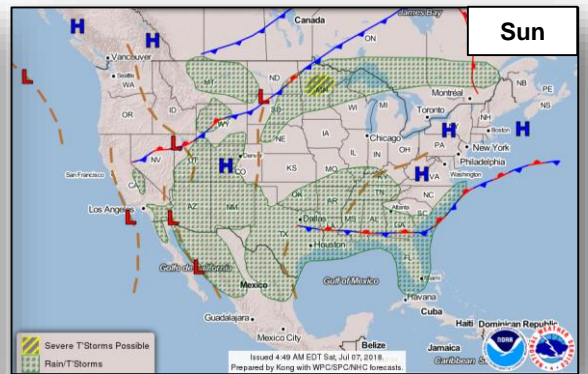 Sun
Canada
James Bay
H
H
Vancouver
Seattle
WA
L
MT
ND
ON
MN
NB
PE
NS
Montréal
OR
ID
WY
SD
L
WI
MI
Toronto
NH
Boston
H
H
NE
IA
Chicago
PA
New York
Philadelphia
NV
L
UT
H
Denver
CO
IL
IN
OH
H
VA
Washington
San Francisco
KS
MO
CA
NC
TN
Los Angeles
L
AZ
L
NM
OK
AR
Atlanta
SC
Dallas
LA
MS
AL
GA
TX
Houston
FL
L
Golfo de California
Mexico
Gulf of Mexico
Miami
Havana
Cuba
Guadalajara
Mexico City
Haiti
Dominican Republic
Belize
Jamaica
Caribbean
Severe T'Storms Possible
Rain/T'Storms
Issued 4:49 AM EDT Sat, Jul 07, 2018
Prepared by Kong with WPC/SPC/NHC forecasts.
NOAA